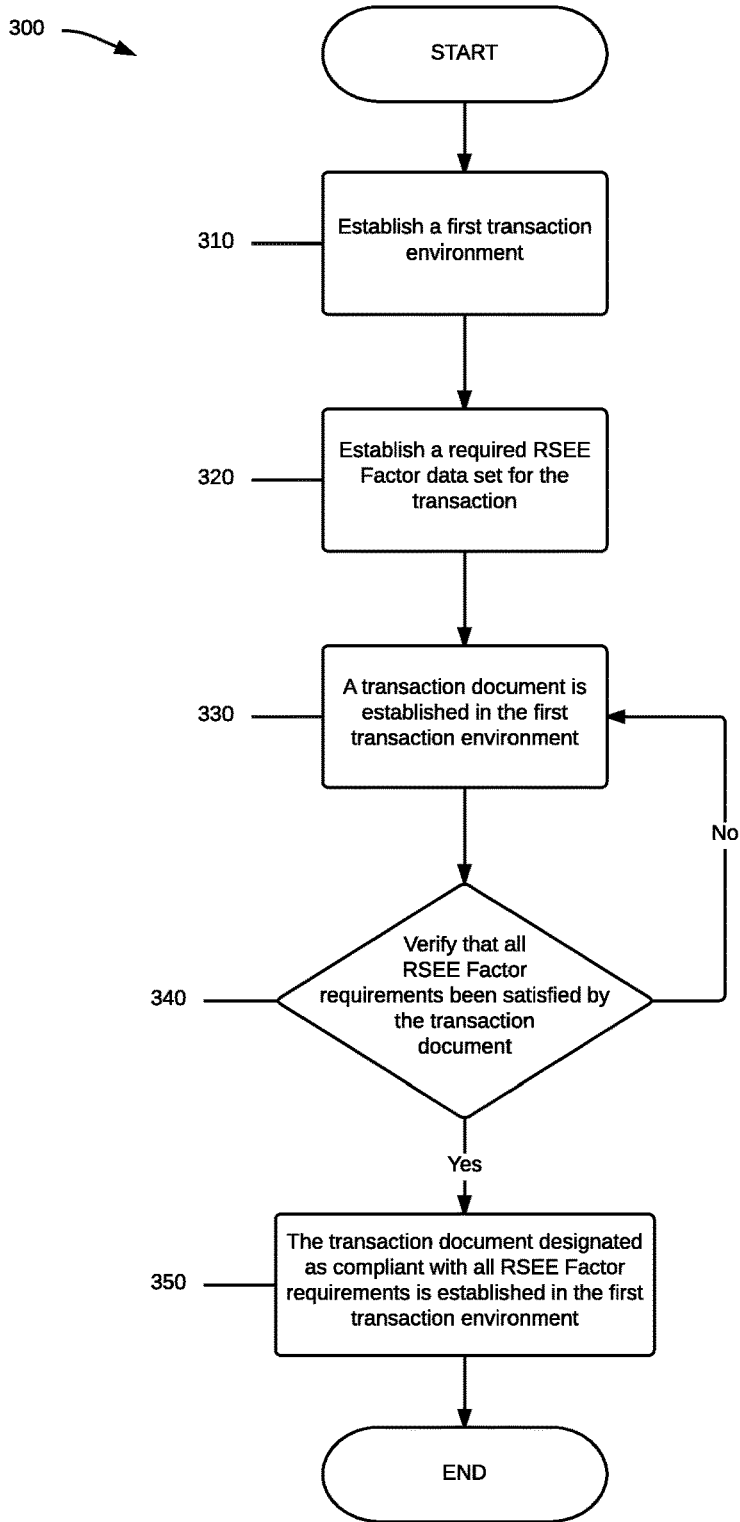 300
START
310
Establish a first transaction
environment
320
Establish a required RSEE
Factor data set for the
transaction
330
A transaction document is
established in the first
transaction environment
No
340
Verify that all
RSEE Factor
requirements been satisfied by
the transaction
document
Yes
350
The transaction document designated
as compliant with all RSEE Factor
requirements is established in the first
transaction environment
END